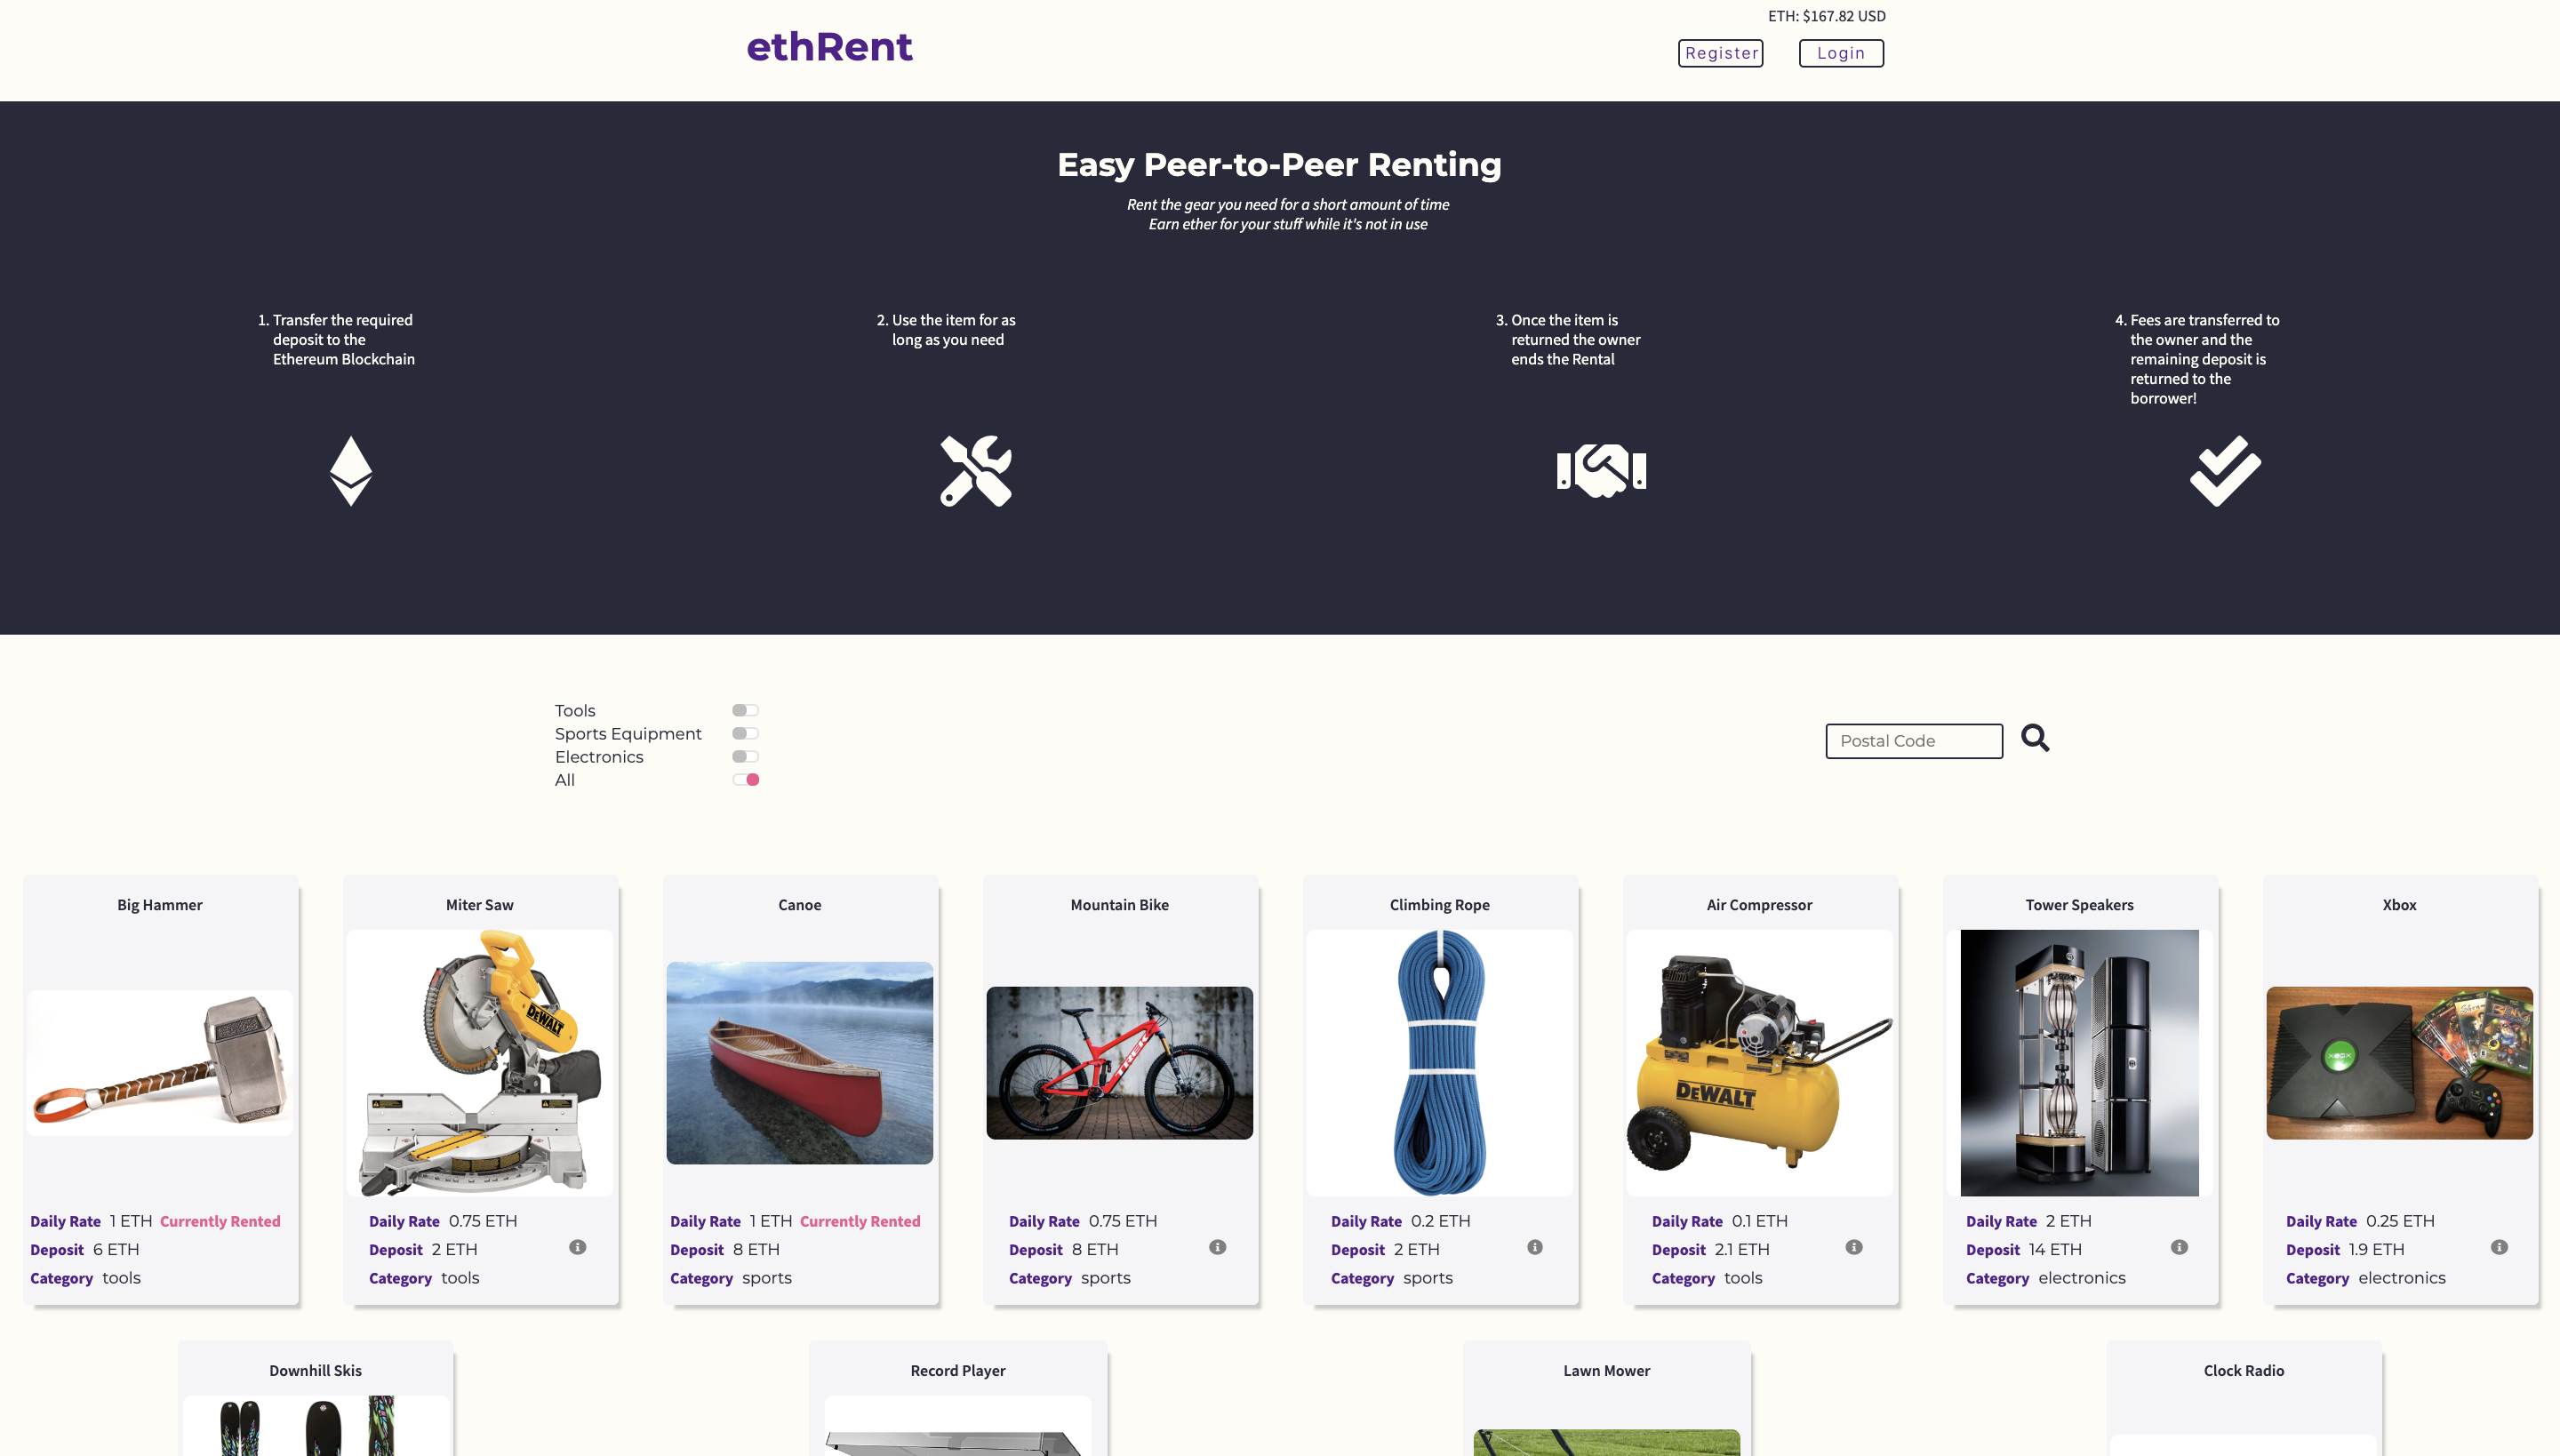 ETH: $167.82 USD
ethRent
Register
Login
Easy Peer-to-Peer Renting
Rent the gear you need for a short amount of time
Earn ether for your stuff while it's not in use
1. Transfer the required
deposit to the
Ethereum Blockchain
2. Use the item for as
long as you need
3. Once the item is
returned the owner
ends the Rental
4. Fees are transferred to
the owner and the
remaining deposit is
returned to the
borrower!
Tools
Sports Equipment
Electronics
All
Postal Code
Big Hammer
Daily Rate 1 ETH Currently Rented
Deposit 6 ETH
Category tools
Miter Saw
DEWALT
Daily Rate 0.75 ETH
Deposit 2 ETH
Category tools
Canoe
Daily Rate 1 ETH Currently Rented
Deposit 8 ETH
Category sports
Mountain Bike
TREK
Daily Rate 0.75 ETH
Deposit 8 ETH
Category sports
Climbing Rope
Daily Rate 0.2 ETH
Deposit 2 ETH
Category sports
Air Compressor
DEWALT
Daily Rate 0.1 ETH
Deposit 2.1 ETH
Category tools
Tower Speakers
Daily Rate 2 ETH
Deposit 14 ETH
Category electronics
Xbox
XBOX
Daily Rate 0.25 ETH
Deposit 1.9 ETH
Category electronics
Downhill Skis
Record Player
Lawn Mower
Clock Radio